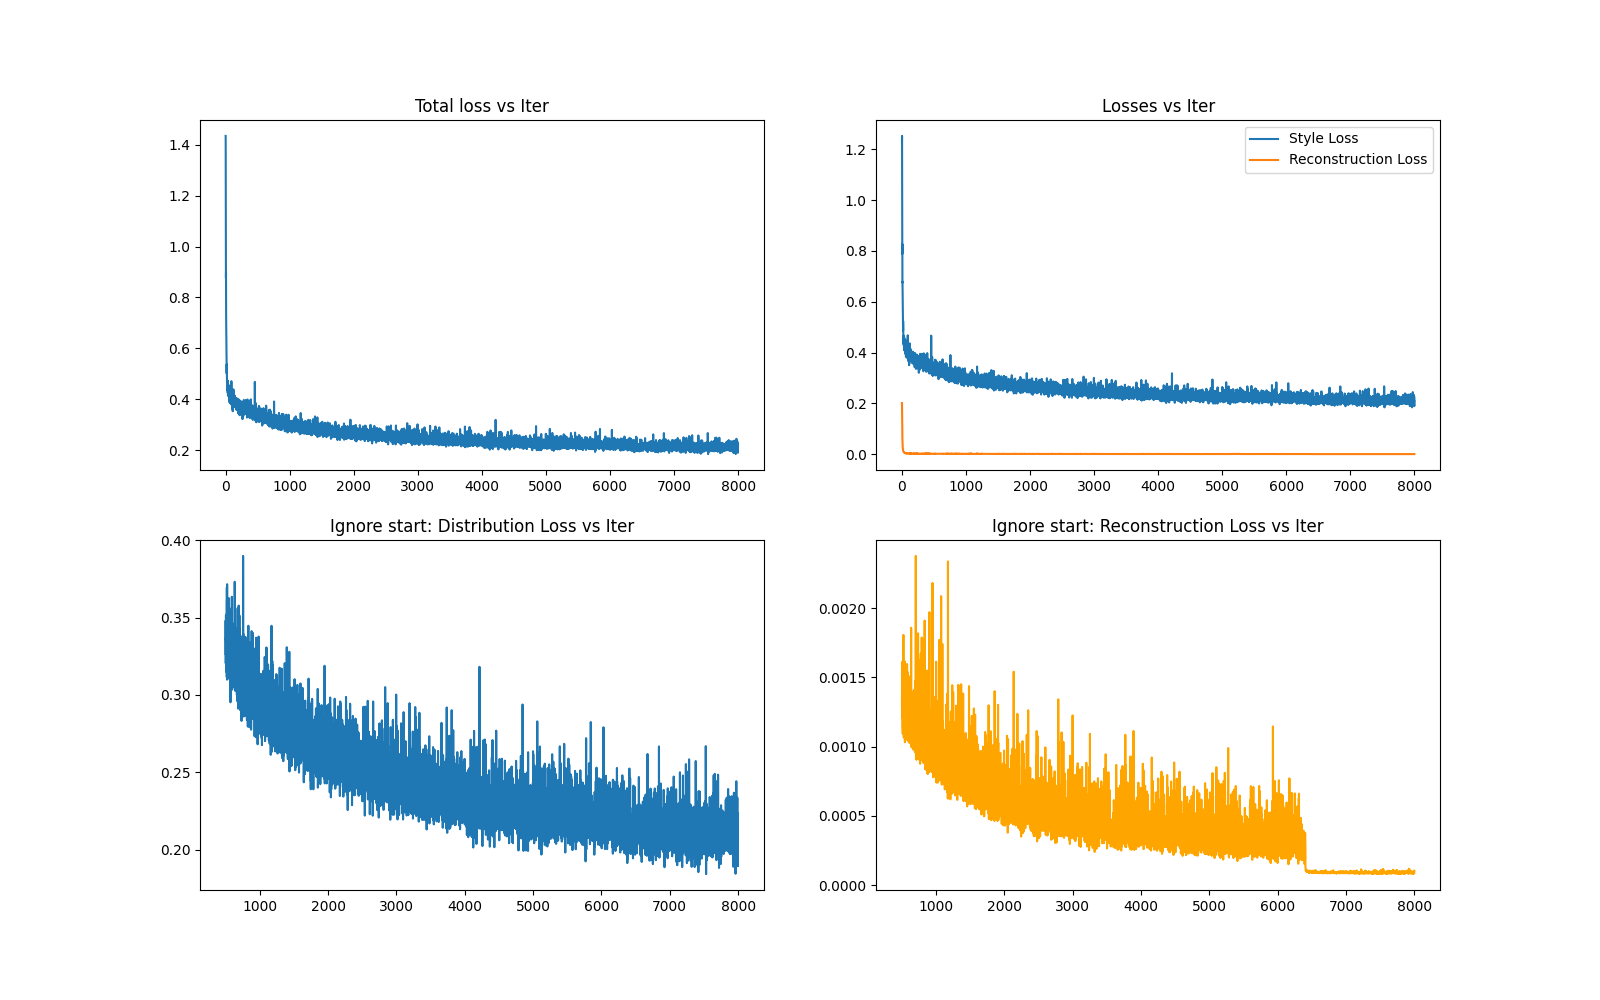 Total loss vs Iter
1.4
1.2
1.0
0.8
0.6
0.4
0.2
0 1000 2000 3000 4000 5000 6000 7000 8000
Losses vs Iter
Style Loss
Reconstruction Loss
1.2
1.0
0.8
0.6
0.4
0.2
0.0
0 1000 2000 3000 4000 5000 6000 7000 8000
Ignore start: Distribution Loss vs Iter
0.40
0.35
0.30
0.25
0.20
1000 2000 3000 4000 5000 6000 7000 8000
Ignore start: Reconstruction Loss vs Iter
0.0020
0.0015
0.0010
0.0005
0.0000
1000 2000 3000 4000 5000 6000 7000 8000